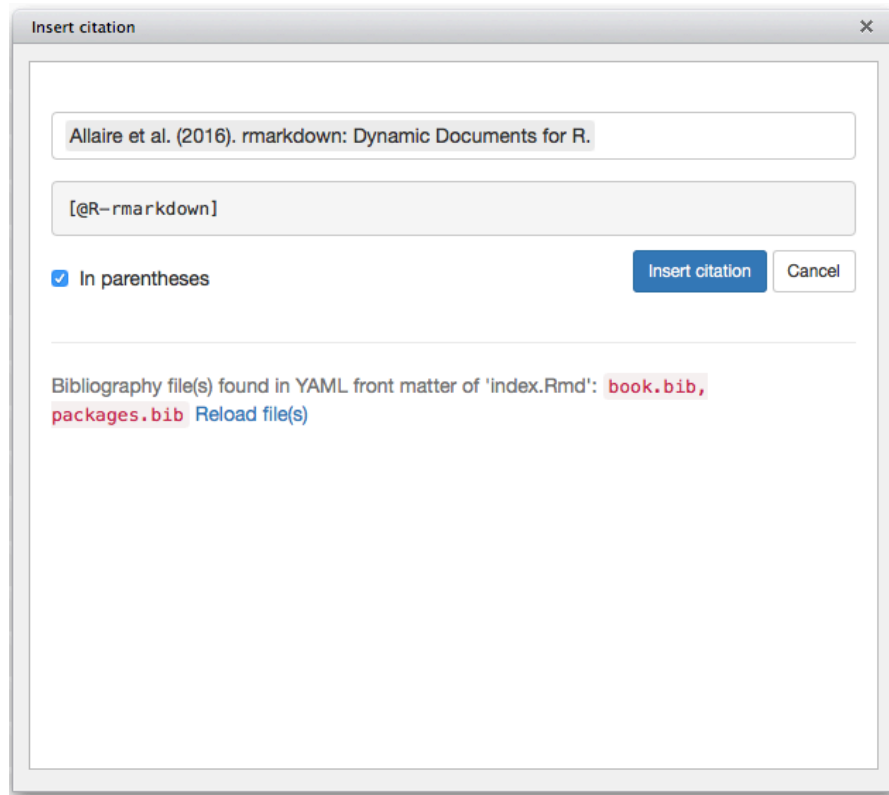 Insert citation
Allaire et al. (2016). rmarkdown: Dynamic Documents for R.
[@R-rmarkdown]
In parentheses
Insert citation
Cancel
Bibliography file(s) found in YAML front matter of 'index.Rmd': book.bib,
packages.bib Reload file(s)